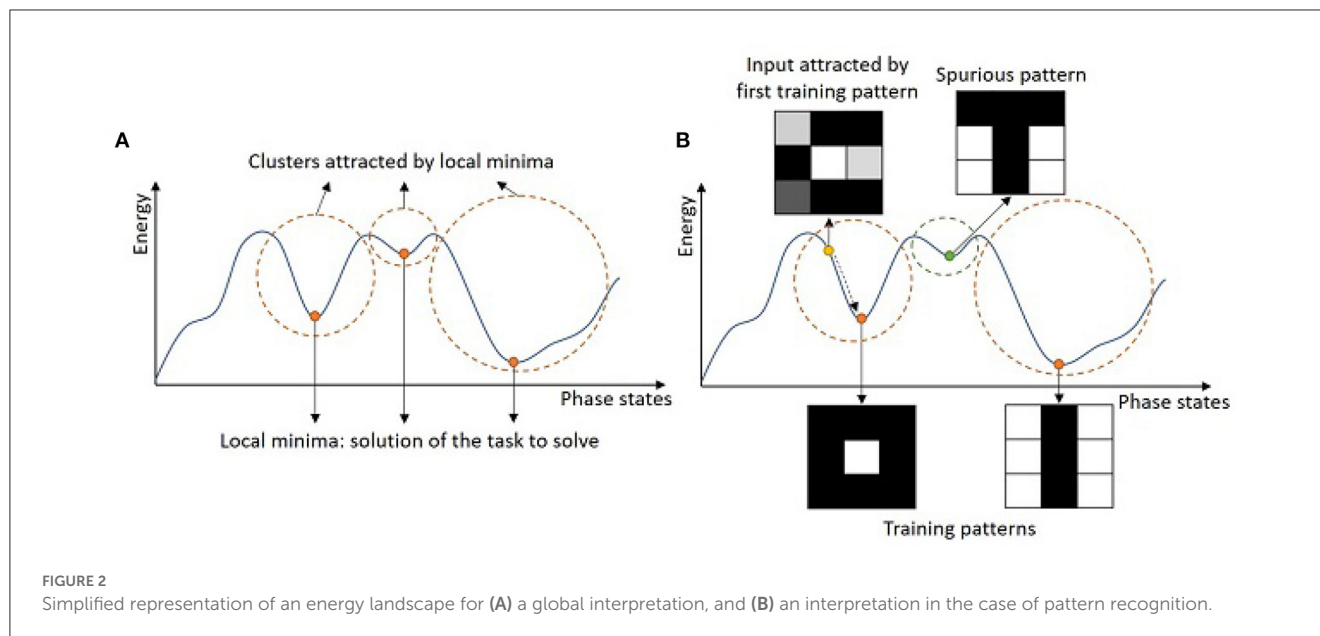 A
Clusters attracted by local minima
Energy
Phase states
Local minima: solution of the task to solve
B
Input attracted by
first training pattern
Spurious pattern
Energy
Phase states
Training patterns
FIGURE 2
Simplified representation of an energy landscape for (A) a global interpretation, and (B) an interpretation in the case of pattern recognition.